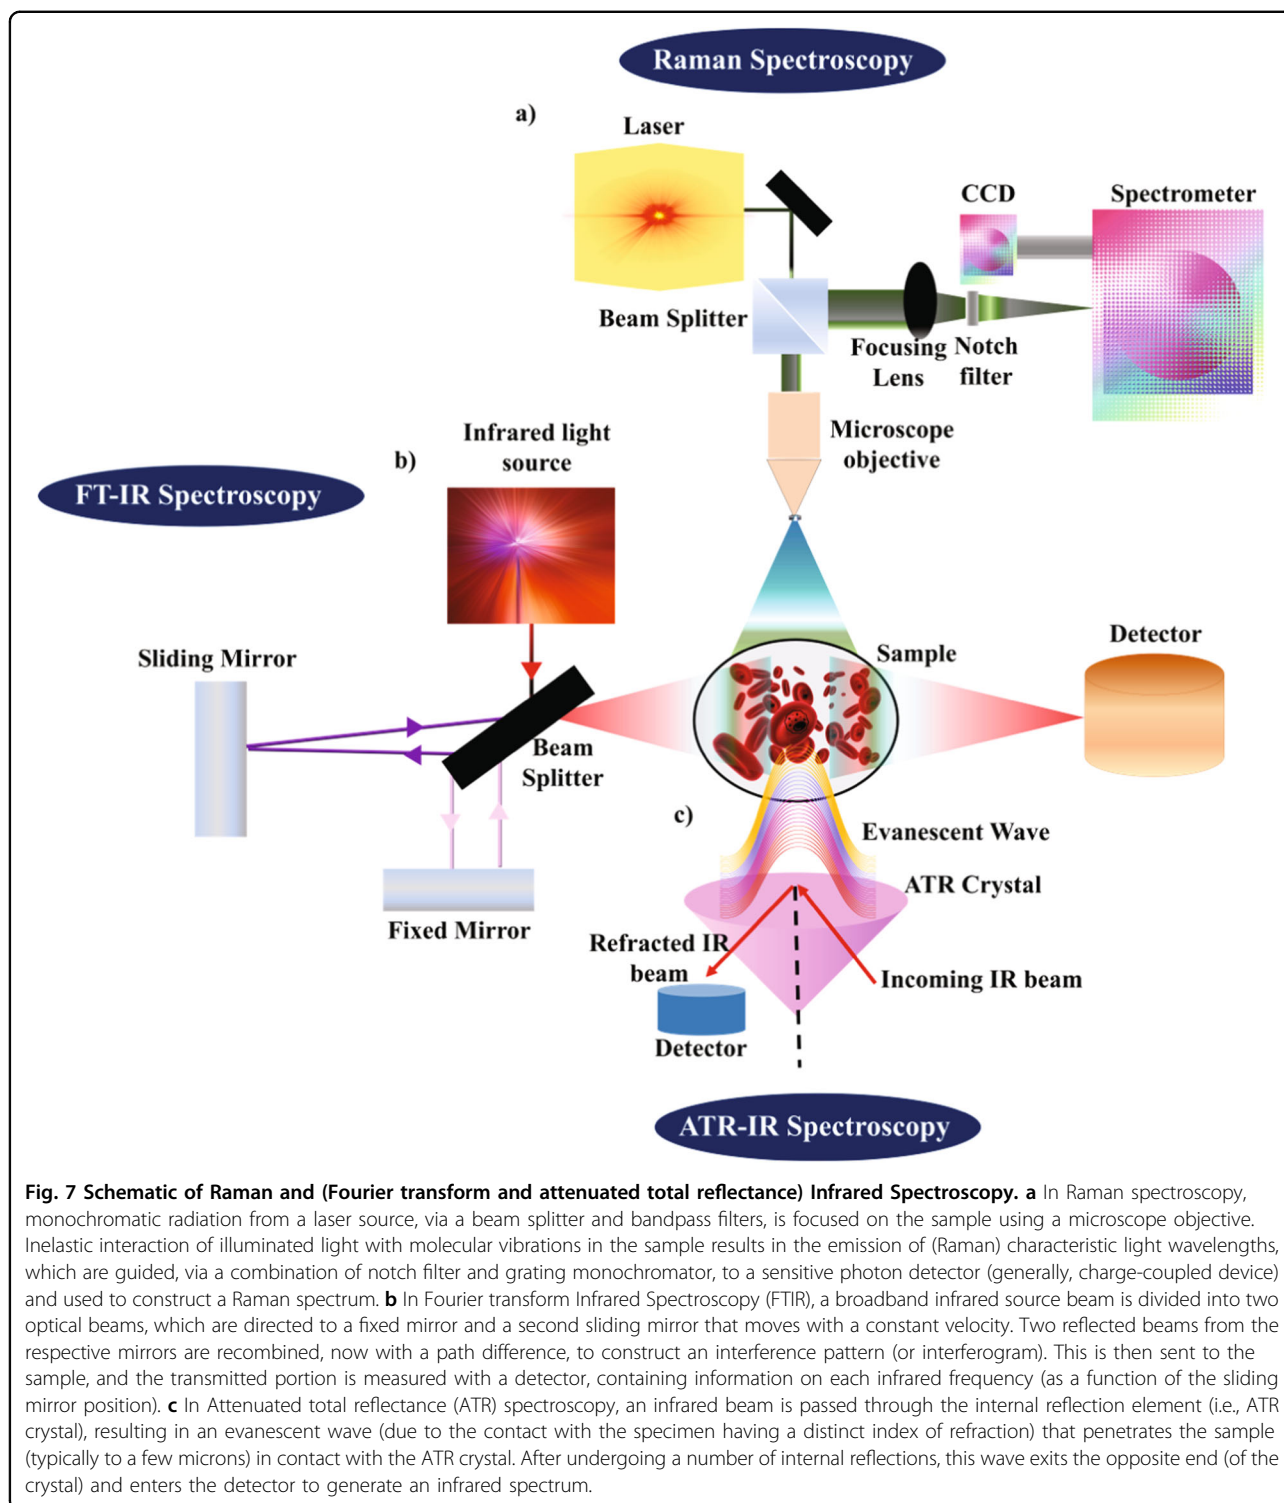 Raman Spectroscopy
a)
Laser
CCD
Spectrometer
Beam Splitter
Focusing
Lens
Notch
filter
Microscope
objective
b)
Infrared light
source
FT-IR Spectroscopy
Sliding Mirror
Sample
Detector
Beam
Splitter
c)
Evanescent Wave
ATR Crystal
Fixed Mirror
Refracted IR
beam
Incoming IR beam
Detector
ATR-IR Spectroscopy
Fig. 7 Schematic of Raman and (Fourier transform and attenuated total reflectance) Infrared Spectroscopy. a In Raman spectroscopy,
monochromatic radiation from a laser source, via a beam splitter and bandpass filters, is focused on the sample using a microscope objective.
Inelastic interaction of illuminated light with molecular vibrations in the sample results in the emission of (Raman) characteristic light wavelengths,
which are guided, via a combination of notch filter and grating monochromator, to a sensitive photon detector (generally, charge-coupled device)
and used to construct a Raman spectrum. b In Fourier transform Infrared Spectroscopy (FTIR), a broadband infrared source beam is divided into two
optical beams, which are directed to a fixed mirror and a second sliding mirror that moves with a constant velocity. Two reflected beams from the
respective mirrors are recombined, now with a path difference, to construct an interference pattern (or interferogram). This is then sent to the
sample, and the transmitted portion is measured with a detector, containing information on each infrared frequency (as a function of the sliding
mirror position). c In Attenuated total reflectance (ATR) spectroscopy, an infrared beam is passed through the internal reflection element (i.e., ATR
crystal), resulting in an evanescent wave (due to the contact with the specimen having a distinct index of refraction) that penetrates the sample
(typically to a few microns) in contact with the ATR crystal. After undergoing a number of internal reflections, this wave exits the opposite end (of the
crystal) and enters the detector to generate an infrared spectrum.